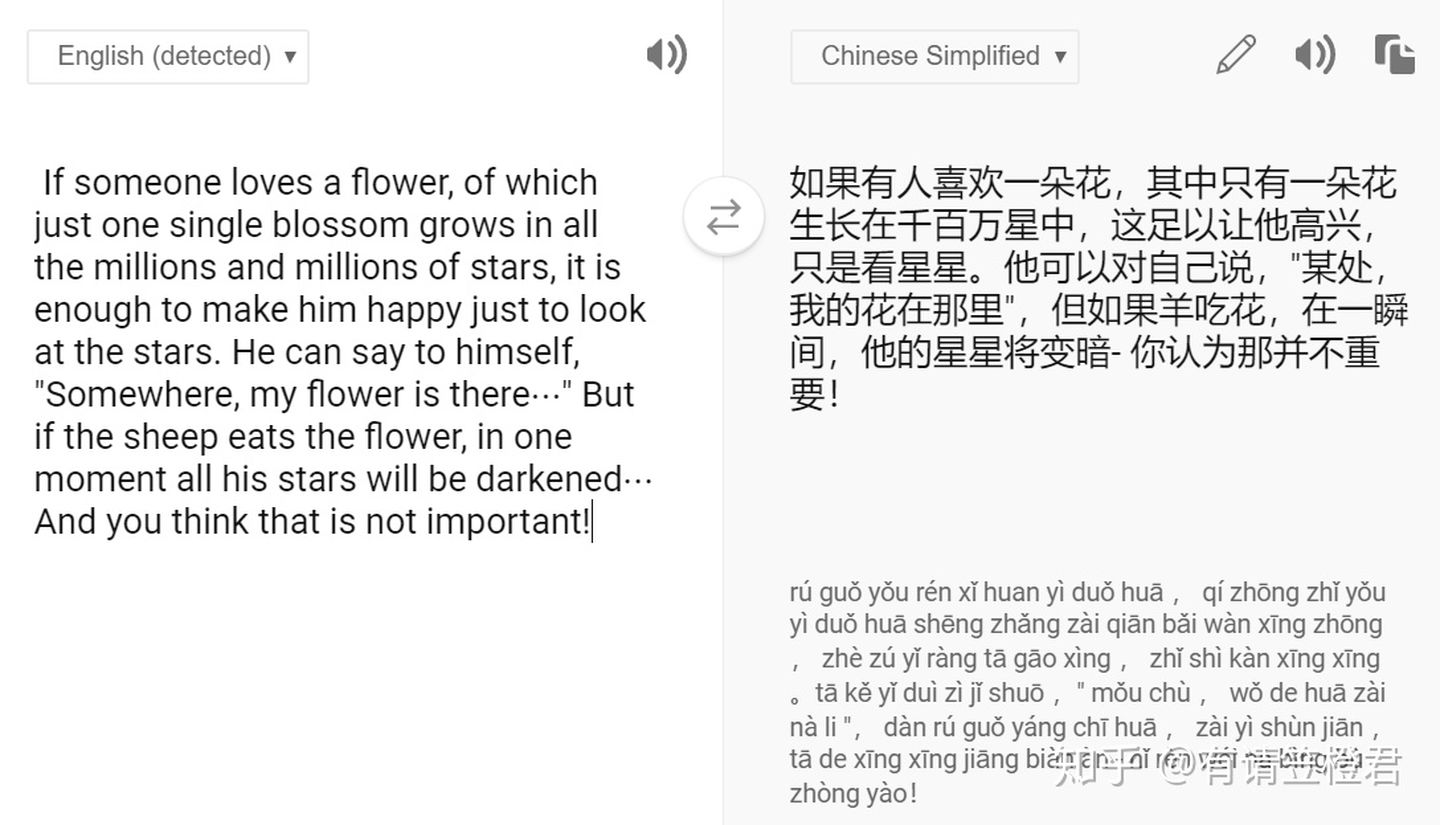 English (detected) ▾
If someone loves a flower, of which
just one single blossom grows in all
the millions and millions of stars, it is
enough to make him happy just to look
at the stars. He can say to himself,
"Somewhere, my flower is there···" But
if the sheep eats the flower, in one
moment all his stars will be darkened···
And you think that is not important!
Chinese Simplified ▾
如果有人喜欢一朵花，其中只有一朵花
生长在千百万星中，这足以让他高兴，
只是看星星。他可以对自己说，"某处，
我的花在那里"，但如果羊吃花，在一瞬
间，他的星星将变暗- 你认为那并不重
要！
rú guǒ yǒu rén xǐ huan yì duǒ huā ， qí zhōng zhǐ yǒu
yì duǒ huā shēng zhǎng zài qiān bǎi wàn xīng zhōng
， zhè zú yǐ ràng tā gāo xìng ， zhǐ shì kàn xīng xīng
。tā kě yǐ duì zì jǐ shuō ，" mǒu chù ， wǒ de huā zài
nà li "， dàn rú guǒ yáng chī huā ， zài yì shùn jiān ，
tā de xīng xīng jiāng biàn
zhòng yào！
知乎 @有请立橙君